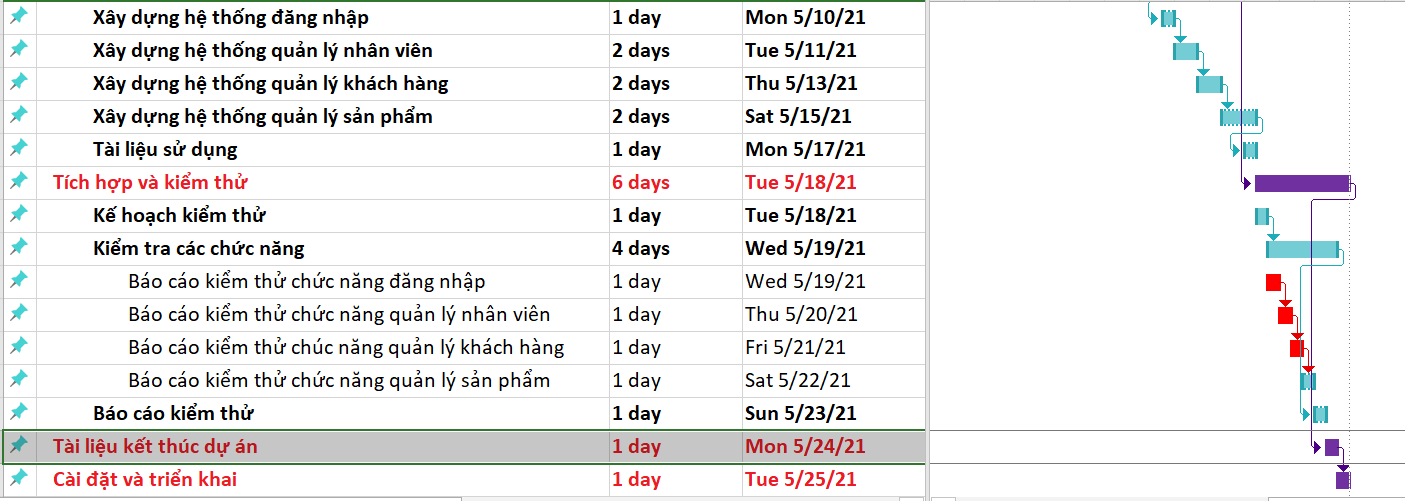 Xây dựng hệ thống đăng nhập 1 day Mon 5/10/21
Xây dựng hệ thống quản lý nhân viên 2 days Tue 5/11/21
Xây dựng hệ thống quản lý khách hàng 2 days Thu 5/13/21
Xây dựng hệ thống quản lý sản phẩm 2 days Sat 5/15/21
Tài liệu sử dụng 1 day Mon 5/17/21
Tích hợp và kiểm thử 6 days Tue 5/18/21
Kế hoạch kiểm thử 1 day Tue 5/18/21
Kiểm tra các chức năng 4 days Wed 5/19/21
Báo cáo kiểm thử chức năng đăng nhập 1 day Wed 5/19/21
Báo cáo kiểm thử chức năng quản lý nhân viên 1 day Thu 5/20/21
Báo cáo kiểm thử chúc năng quản lý khách hàng 1 day Fri 5/21/21
Báo cáo kiểm thử chức năng quản lý sản phẩm 1 day Sat 5/22/21
Báo cáo kiểm thử 1 day Sun 5/23/21
Tài liệu kết thúc dự án 1 day Mon 5/24/21
Cài đặt và triển khai 1 day Tue 5/25/21